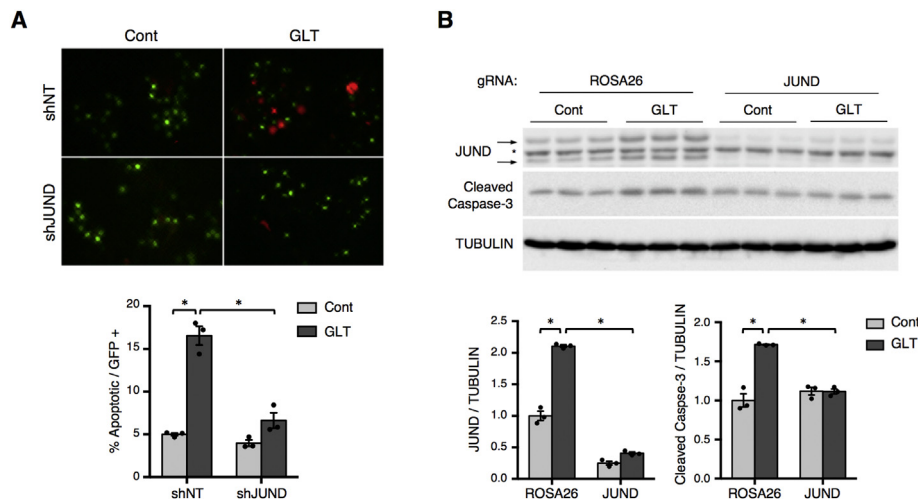 A
Cont GLT
shNT
shJUND
% Apoptotic / GFP +
20
15
10
5
0
* *
Cont
GLT
shNT shJUND
B
gRNA: ROSA26 JUND
Cont GLT Cont GLT
JUND *
Cleaved
Caspase-3
TUBULIN
JUND / TUBULIN
2.5
2.0
1.5
1.0
0.5
0.0
* *
ROSA26 JUND
Cleaved Caspse-3 / TUBULIN
2.0
1.5
1.0
0.5
0.0
* *
Cont
GLT
ROSA26 JUND